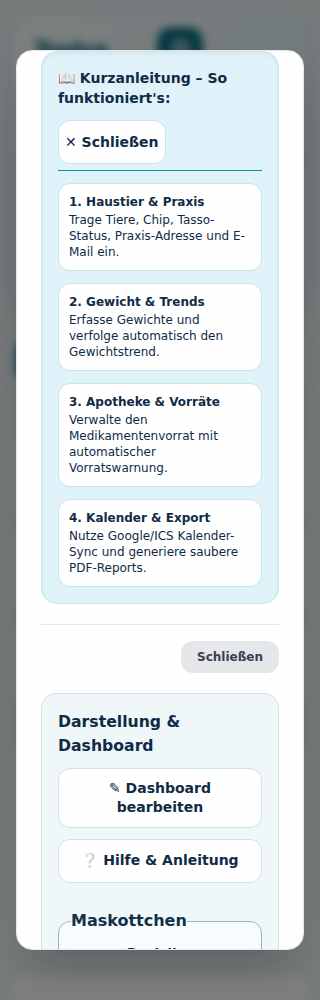 📖 Kurzanleitung – So
funktioniert's:
✕ Schließen
1. Haustier & Praxis
Trage Tiere, Chip, Tasso-
Status, Praxis-Adresse und E-
Mail ein.
2. Gewicht & Trends
Erfasse Gewichte und
verfolge automatisch den
Gewichtstrend.
3. Apotheke & Vorräte
Verwalte den
Medikamentenvorrat mit
automatischer
Vorratswarnung.
4. Kalender & Export
Nutze Google/ICS Kalender-
Sync und generiere saubere
PDF-Reports.
Schließen
Darstellung &
Dashboard
✎ Dashboard
bearbeiten
❔ Hilfe & Anleitung
Maskottchen